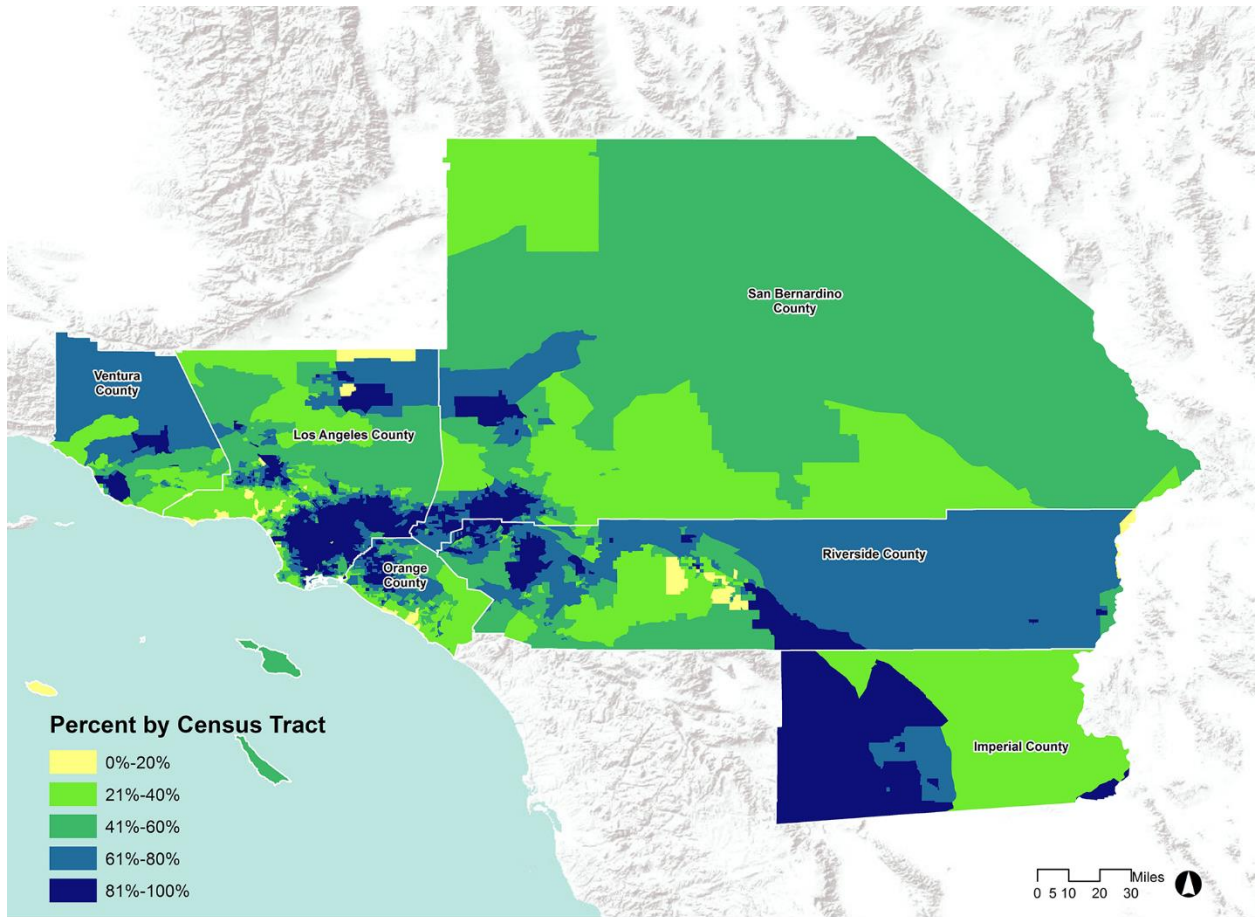 San Bernardino
County
Ventura
County
Los Angeles County
Riverside County
Orange
County
Imperial County
Percent by Census Tract
0%-20%
21%-40%
41%-60%
61%-80%
81%-100%
Miles
0 5 10 20 30